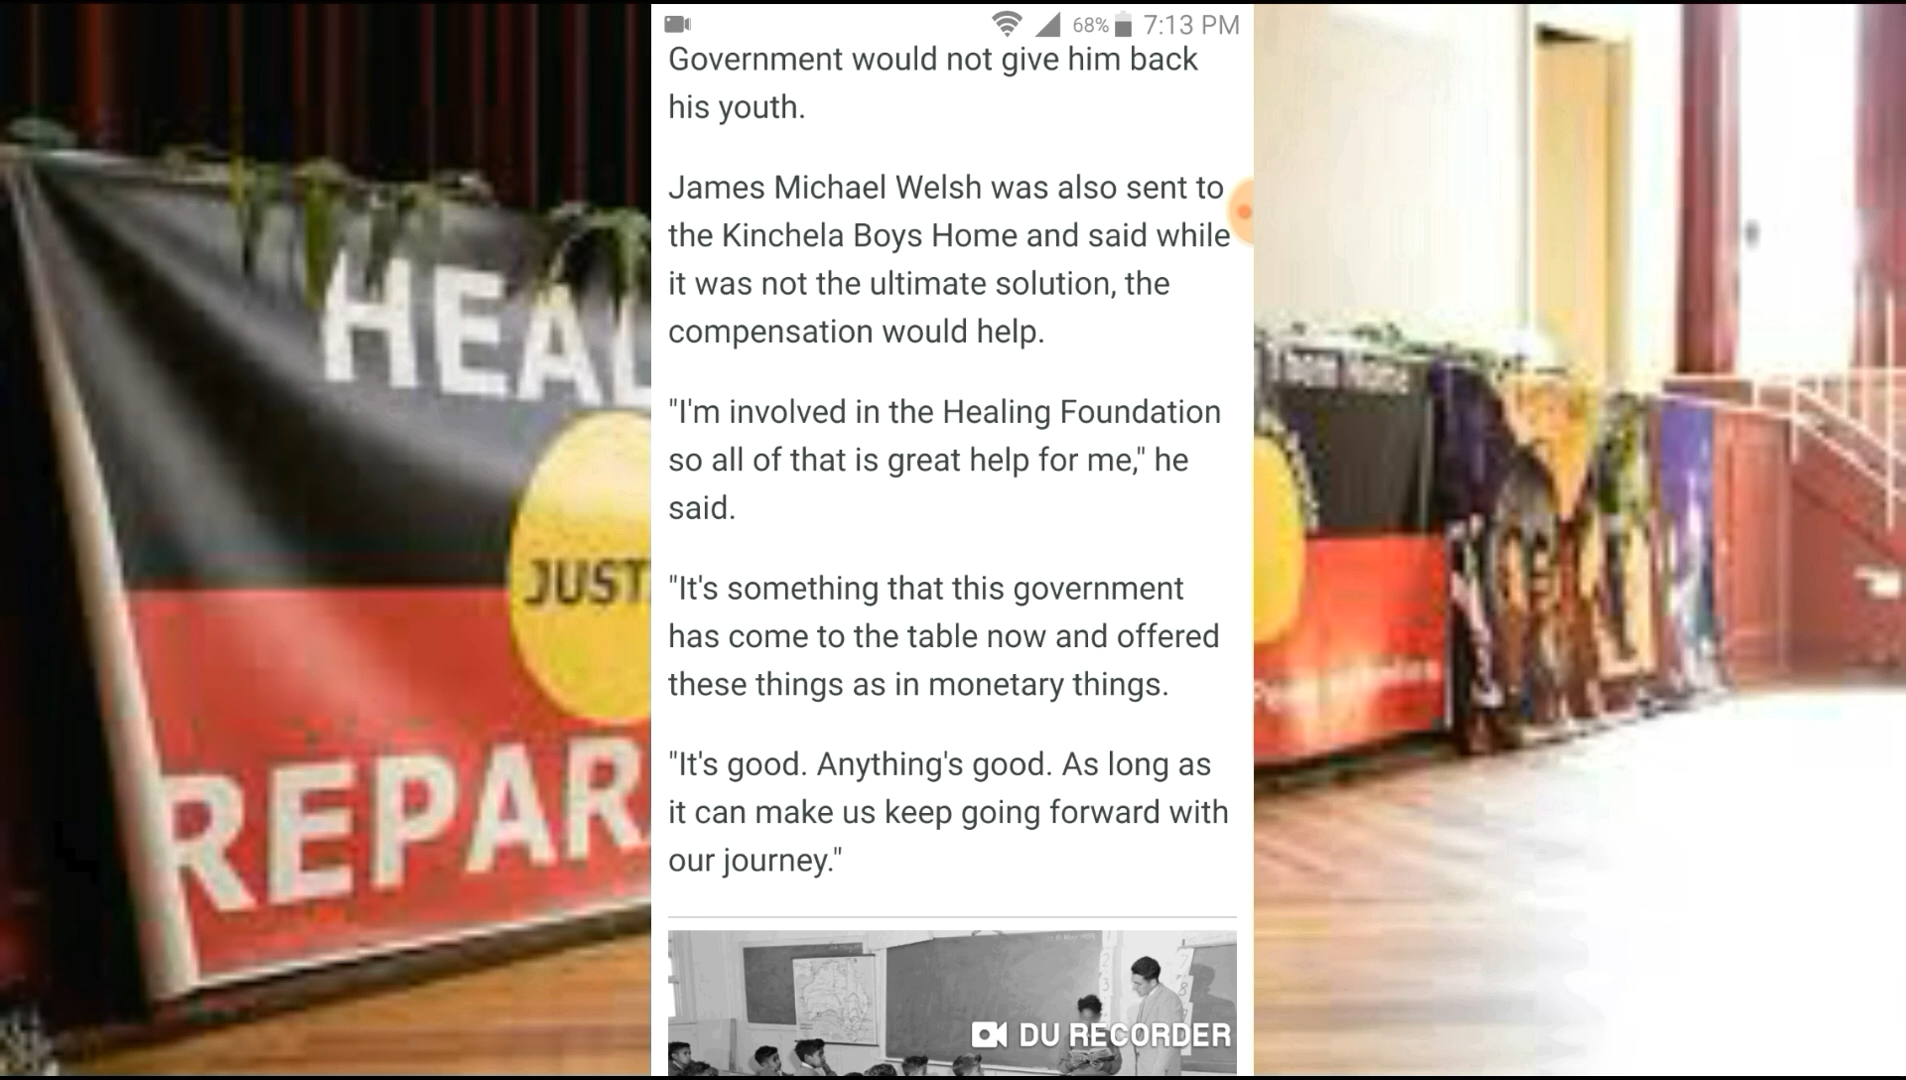 68% 7:13 PM
Government would not give him back
his youth.
James Michael Welsh was also sent to
the Kinchela Boys Home and said while
it was not the ultimate solution, the
compensation would help.
"I'm involved in the Healing Foundation
so all of that is great help for me," he
said.
"It's something that this government
has come to the table now and offered
these things as in monetary things.
"It's good. Anything's good. As long as
it can make us keep going forward with
our journey."
DU RECORDER
HEAL
JUST
REPAR